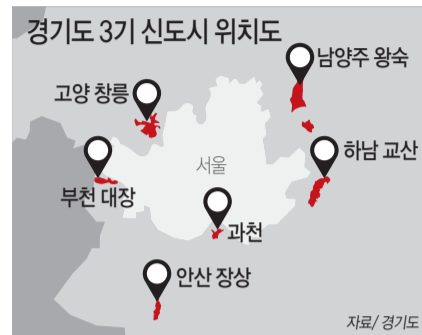 경기도 3기 신도시 위치도
남양주 왕숙
고양 창릉
하남 교산
서울
부천 대장
과천
안산 장상
자료/ 경기도